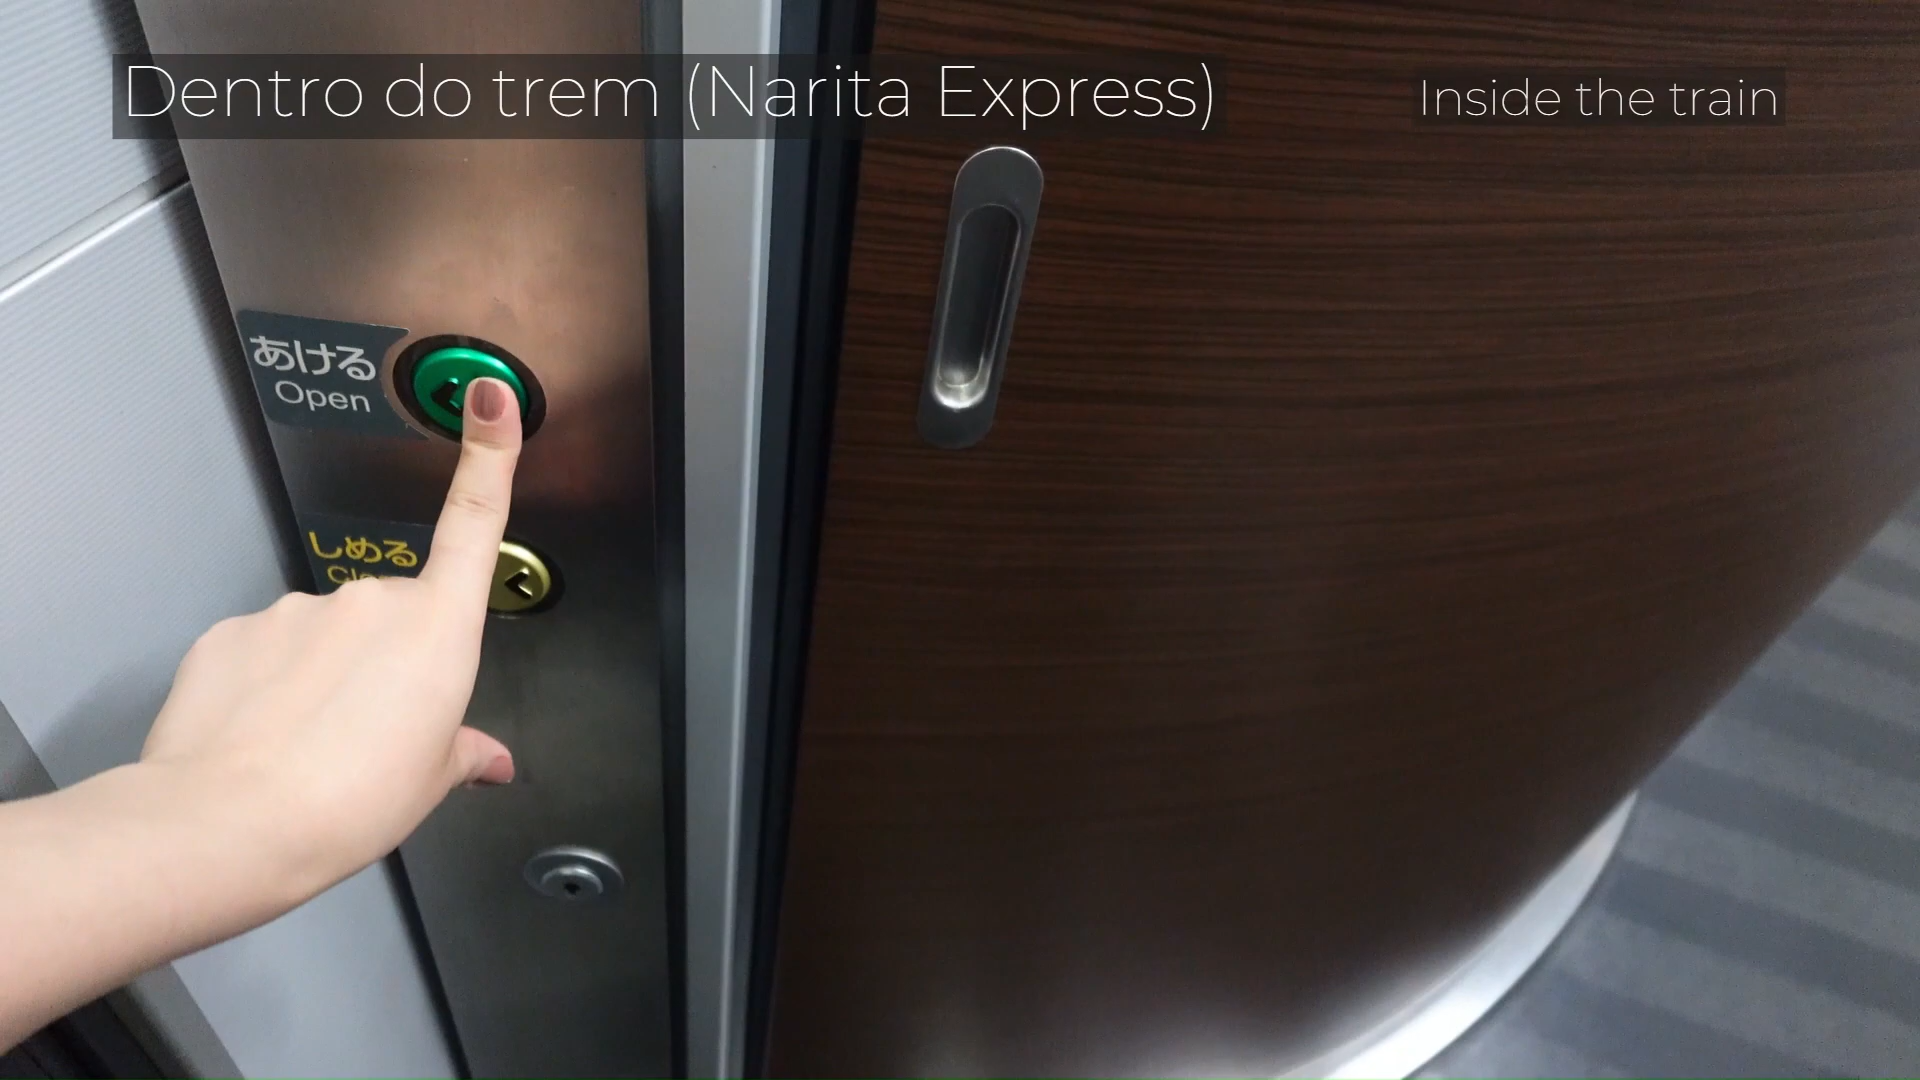 Dentro do trem (Narita Express)
Inside the train
あける
Open
しめる